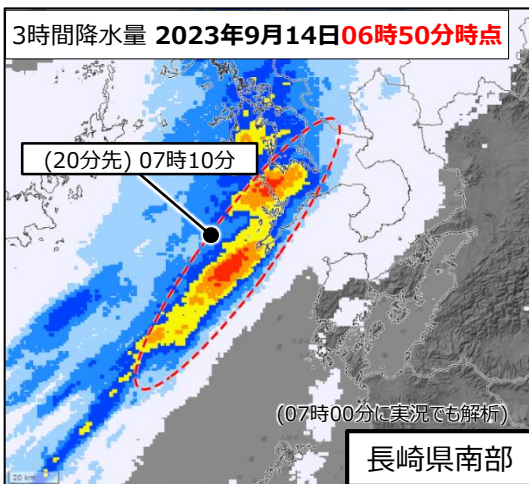 3時間降水量 2023年9月14日06時50分時点
(20分先) 07時10分
(07時00分に実況でも解析)
長崎県南部
20 km